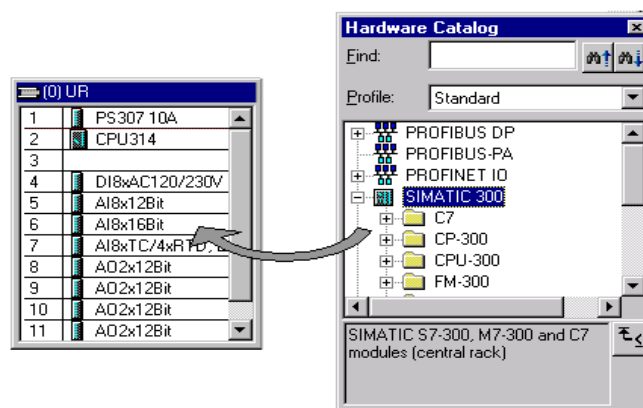 (0) UR
1 PS307 10A
2 CPU314
3
4 DI8xAC120/230V
5 AI8x12Bit
6 AI8x16Bit
7 AI8xTC/4xRTD,
8 AO2x12Bit
9 AO2x12Bit
10 AO2x12Bit
11 AO2x12Bit
Hardware Catalog
Find:
Profile: Standard
PROFIBUS DP
PROFIBUS-PA
PROFINET IO
SIMATIC 300
C7
CP-300
CPU-300
FM-300
SIMATIC S7-300, M7-300 and C7
modules (central rack)